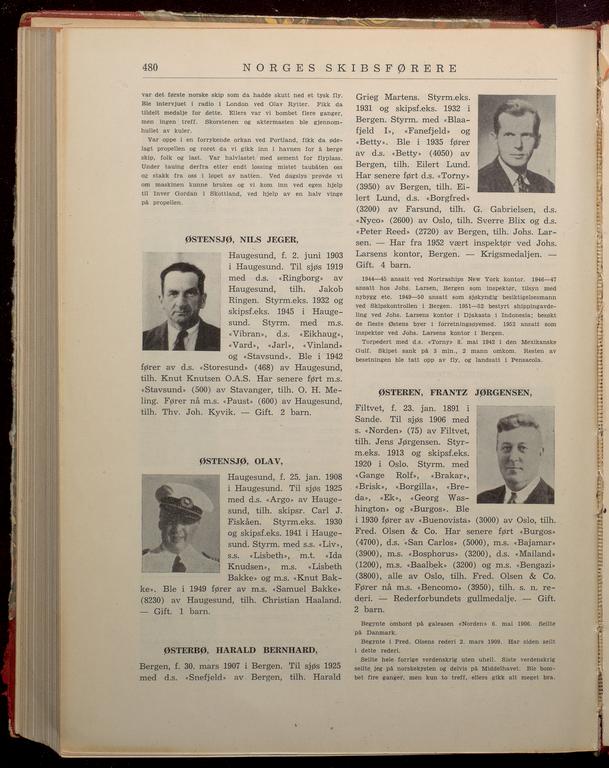 480
NORGES SKIBSFØRERE
var det første norske skip som da hadde skutt ned et tysk fly.
Ble intervjuet i radio i London ved Olav Rytter. Fikk da
tildelt medalje for dette. Ellers var vi bombet flere ganger,
men ingen treff. Skorstenen og aktermasten ble gjennom-
hullet av kuler.
Var oppe i en forrykende orkan ved Portland, fikk da øde-
lagt propellen og roret da vi gikk inn i havnen for å berge
skip, folk og last. Var halvlastet med sement for flyplass.
Under tauing derfra etter endt lossing mistet taubåten oss
og stakk fra oss i løpet av natten. Ved dagslys prøvde vi
om maskinen kunne brukes og vi kom inn ved egen hjelp
til Inver Gordan i Skottland, ved hjelp av en halv vinge
på propellen.
ØSTENSJØ, NILS JEGER,
Haugesund, f. 2. juni 1903
i Haugesund. Til sjøs 1919
med d.s. «Ringborg» av
Haugesund, tilh. Jakob
Ringen. Styrm.eks. 1932 og
skipsf.eks. 1945 i Hauge-
sund. Styrm. med m.s.
«Vibran», d.s. «Eikhaug»,
«Vard», «Jarl», «Vinland»
og «Stavsund». Ble i 1942
fører av d.s. «Storesund» (468) av Haugesund,
tilh. Knut Knutsen O.A.S. Har senere ført m.s.
«Stavsund» (500) av Stavanger, tilh. O. H. Me-
ling. Fører nå m.s. «Paust» (600) av Haugesund,
tilh. Thv. Joh. Kyvik. — Gift. 2 barn.
ØSTENSJØ, OLAV,
Haugesund, f. 25. jan. 1908
i Haugesund. Til sjøs 1925
med d.s. «Argo» av Hauge-
sund, tilh. skipsr. Carl J.
Fiskåen. Styrm.eks. 1930
og skipsf.eks. 1941 i Hauge-
sund. Styrm. med s.s. «Liv»,
s.s. «Lisbeth», m.t. «Ida
Knudsen», m.s. «Lisbeth
Bakke» og m.s. «Knut Bak-
ke». Ble i 1949 fører av m.s. «Samuel Bakke»
(8230) av Haugesund, tilh. Christian Haaland.
— Gift. 1 barn.
ØSTERBØ, HARALD BERNHARD,
Bergen, f. 30. mars 1907 i Bergen. Til sjøs 1925
med d.s. «Snefjeld» av Bergen, tilh. Harald
Grieg Martens. Styrm.eks.
1931 og skipsf.eks. 1932 i
Bergen. Styrm. med «Blaa-
fjeld I», «Fanefjeld» og
«Betty». Ble i 1935 fører
av d.s. «Betty» (4050) av
Bergen, tilh. Eilert Lund.
Har senere ført d.s. «Torny»
(3950) av Bergen, tilh. Ei-
lert Lund, d.s. «Borgfred»
(3200) av Farsund, tilh. G. Gabrielsen, d.s.
«Nyco» (2600) av Oslo, tilh. Sverre Blix og d.s.
«Peter Reed» (2720) av Bergen, tilh. Johs. Lar-
sen. — Har fra 1952 vært inspektør ved Johs.
Larsens kontor, Bergen. — Krigsmedaljen. —
Gift. 4 barn.
1944—45 ansatt ved Nortraships New York kontor. 1946—47
ansatt hos Johs. Larsen, Bergen som inspektør, tilsyn med
nybygg etc. 1949—50 ansatt som sjøkyndig besiktigelsesmann
ved Skipskontrollen i Bergen. 1951—52 bestyrt shippingavde-
ling ved Johs. Larsens kontor i Djakasta i Indonesia; besøkt
de fleste Østens byer i forretningsøyemed. 1952 ansatt som
inspektør ved Johs. Larsens kontor i Bergen.
Torpedert med d.s. «Torny» 8. mai 1942 i den Mexikanske
Gulf. Skipet sank på 3 min., 2 mann omkom. Resten av
besetningen ble tatt opp av fly, og landsatt i Pensacola.
ØSTEREN, FRANTZ JØRGENSEN,
Filtvet, f. 23. jan. 1891 i
Sande. Til sjøs 1906 med
s. «Norden» (75) av Filtvet,
tilh. Jens Jørgensen. Styr-
m.eks. 1913 og skipsf.eks.
1920 i Oslo. Styrm. med
«Gange Rolf», «Brakar»,
«Brisk», «Borgilla», «Bre-
da», «Ek», «Georg Was-
hington» og «Burgos». Ble
i 1930 fører av «Buenovista» (3000) av Oslo, tilh.
Fred. Olsen & Co. Har senere ført «Burgos»
(4700), d.s. «San Carlos» (5000), m.s. «Bajamar»
(3900), m.s. «Bosphorus» (3200), d.s. «Mailand»
(1200), m.s. «Baalbek» (3200) og m.s. «Bengazi»
(3800), alle av Oslo, tilh. Fred. Olsen & Co.
Fører nå m.s. «Bencomo» (3950), tilh. s. n. re-
deri. — Rederforbundets gullmedalje. — Gift.
2 barn.
Begynte ombord på galeasen «Norden» 6. mai 1906. Seilte
på Danmark.
Begynte i Fred. Olsens rederi 2. mars 1909. Har siden seilt
i dette rederi.
Seilte hele forrige verdenskrig uten uhell. Siste verdenskrig
seilte jeg på norskekysten og delvis på Middelhavet. Ble bom-
bet fire ganger, men kun to treff, ellers gikk alt meget bra.